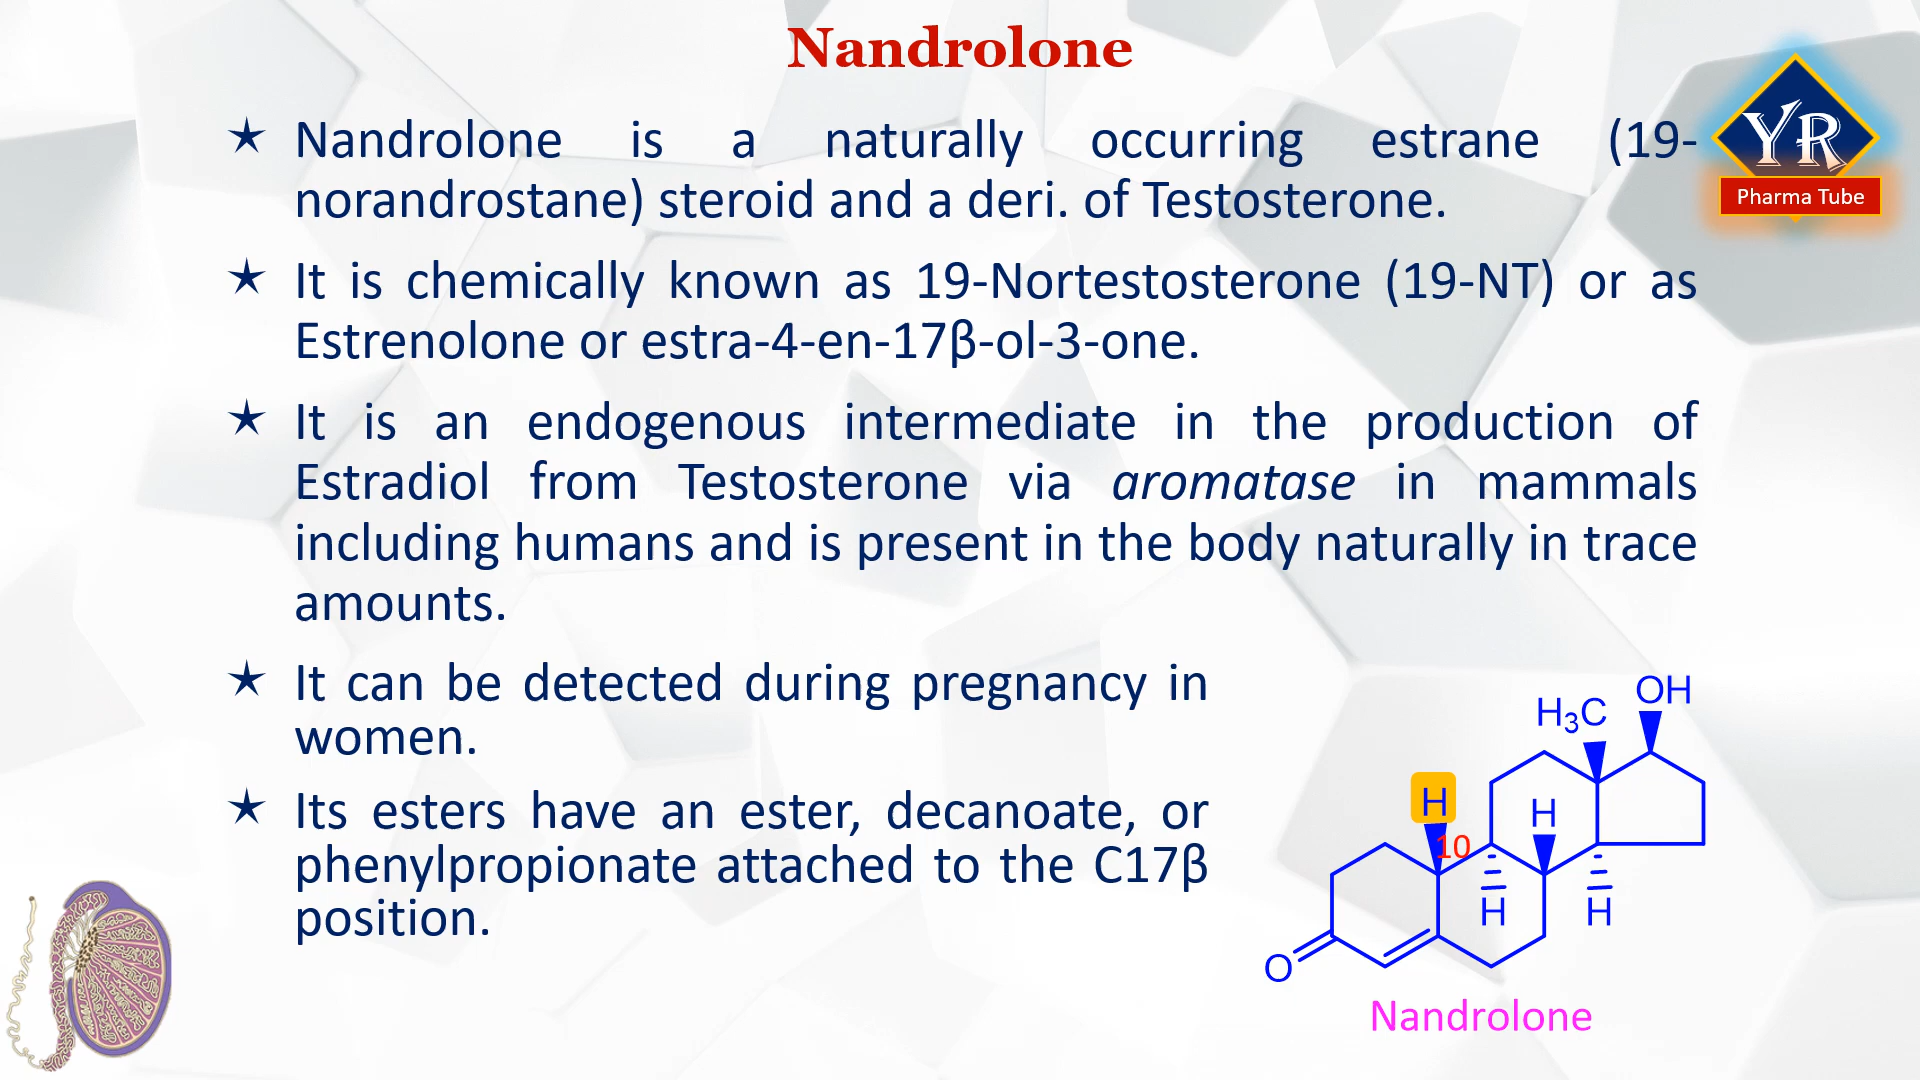 Nandrolone
YR
Pharma Tube
★ Nandrolone is a naturally occurring estrane (19-
norandrostane) steroid and a deri. of Testosterone.
★ It is chemically known as 19-Nortestosterone (19-NT) or as
Estrenolone or estra-4-en-17β-ol-3-one.
★ It is an endogenous intermediate in the production of
Estradiol from Testosterone via aromatase in mammals
including humans and is present in the body naturally in trace
amounts.
★ It can be detected during pregnancy in
women.
★ Its esters have an ester, decanoate, or
phenylpropionate attached to the C17β
position.
OH
H₃C
H
H
10
H
H
O
Nandrolone